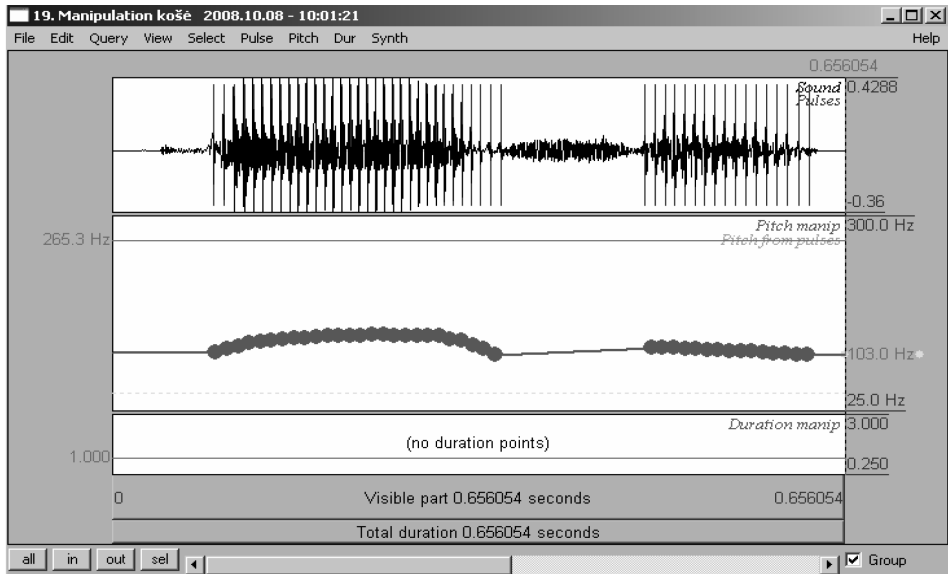 19. Manipulation košė 2008.10.08 - 10:01:21
File Edit Query View Select Pulse Pitch Dur Synth Help
0.656054
Sound 0.4288
Pulses
-0.36
Pitch manip 300.0 Hz
265.3 Hz Pitch from pulses
103.0 Hz
25.0 Hz
Duration manip 3.000
(no duration points)
1.000 0.250
0 Visible part 0.656054 seconds 0.656054
Total duration 0.656054 seconds
all in out sel Group